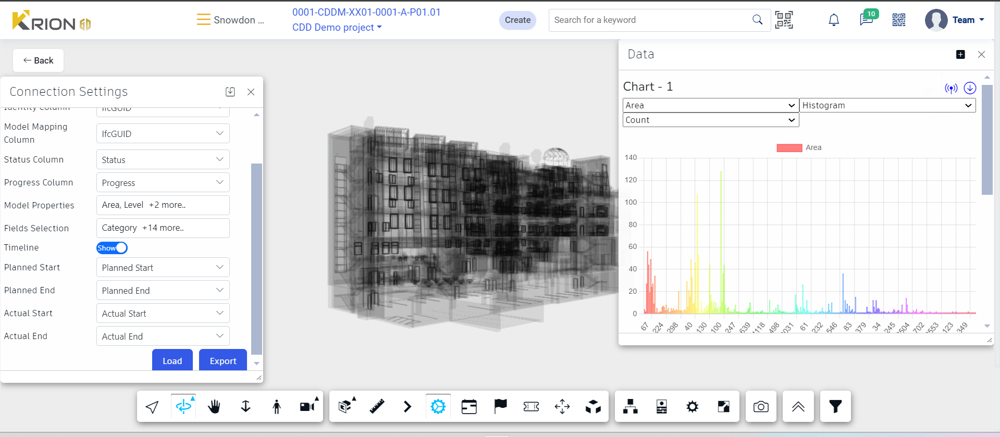 KRION 6D
Snowdon ...
0001-CDDM-XX01-0001-A-P01.01
CDD Demo project
Create
Search for a keyword
10
Team
Back
Connection Settings
Identity Column
IfcGUID
Model Mapping
Column
IfcGUID
Status Column
Status
Progress Column
Progress
Model Properties
Area, Level +2 more..
Fields Selection
Category +14 more..
Timeline
Show
Planned Start
Planned Start
Planned End
Planned End
Actual Start
Actual Start
Actual End
Actual End
Load
Export
Data
Chart - 1
Area
Histogram
Count
Area
140
120
100
80
60
40
20
0
67
224
298
40
130
100
247
639
1118
498
61
232
546
83
379
34
245
702
123
349